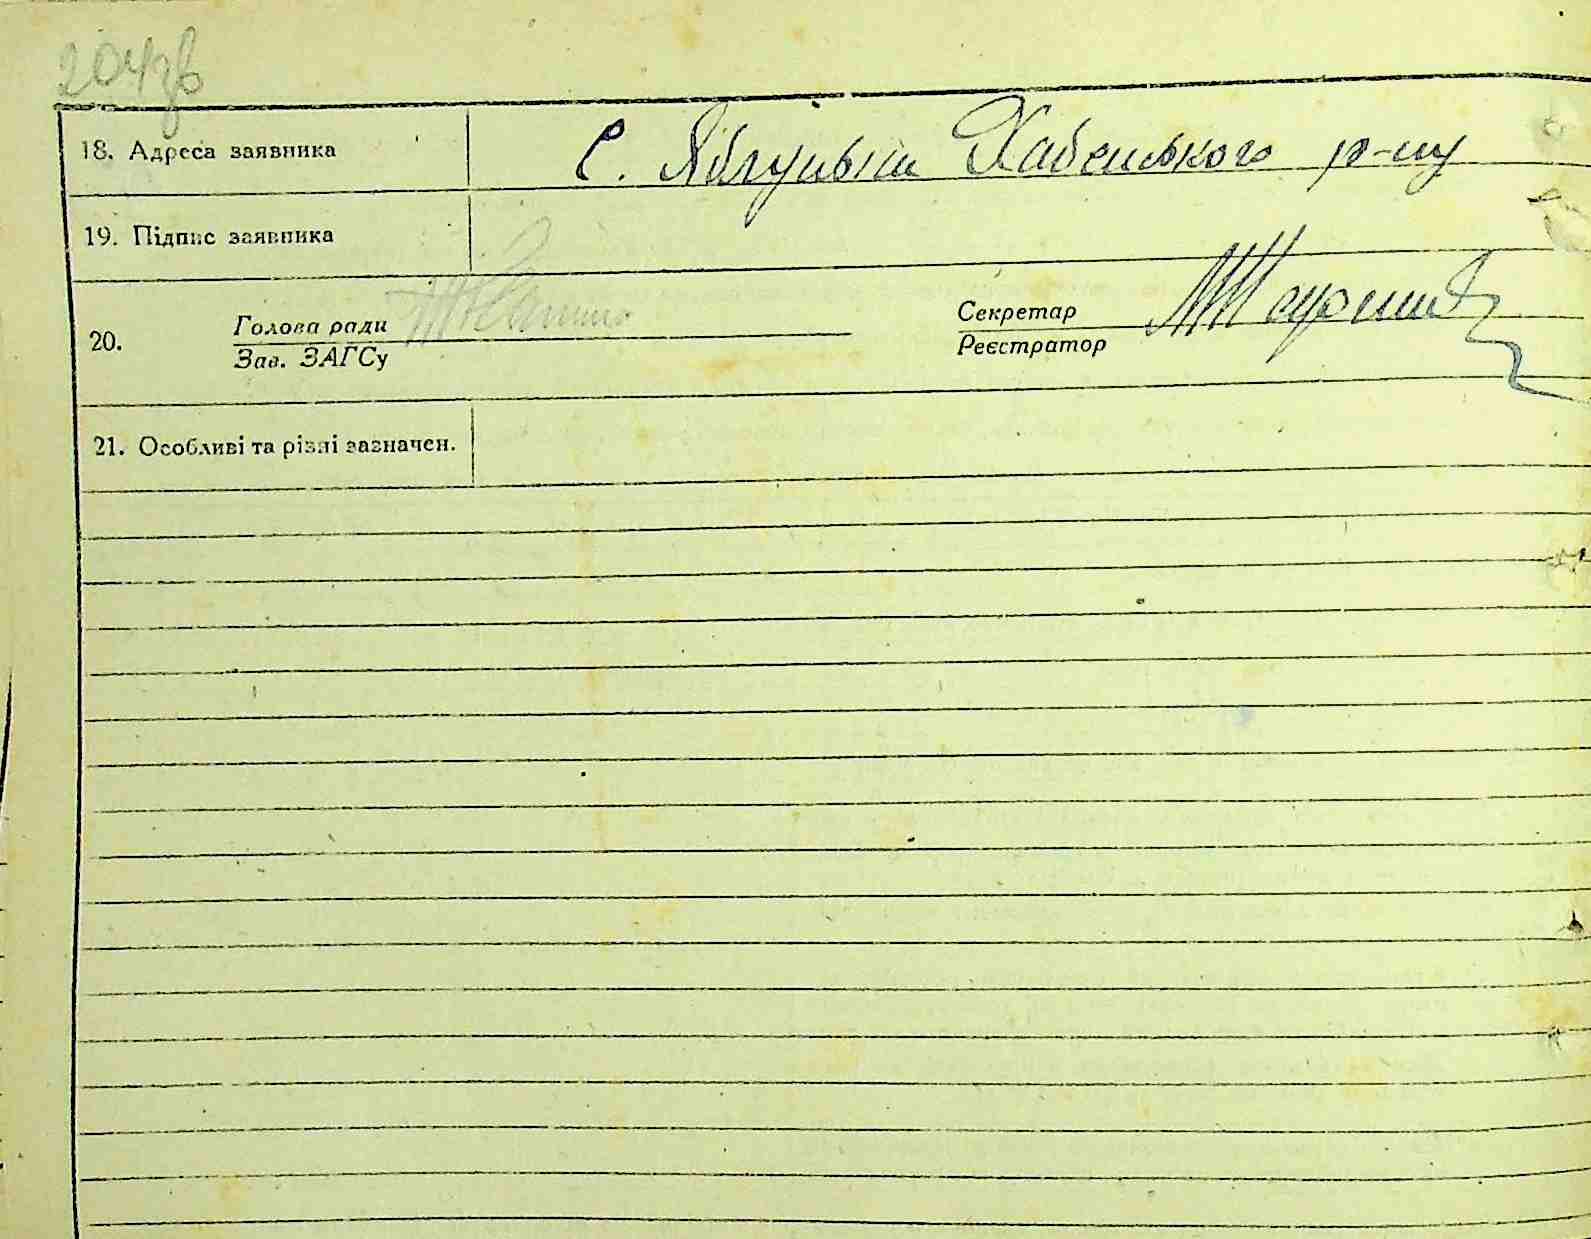 204зв
18. Адреса заявника С. Яблунька Хабенського р-ну
19. Підпис заявника
20. Голова ради Секретар
Зав. ЗАГСу Реєстратор
21. Особливі та різні зазначен.